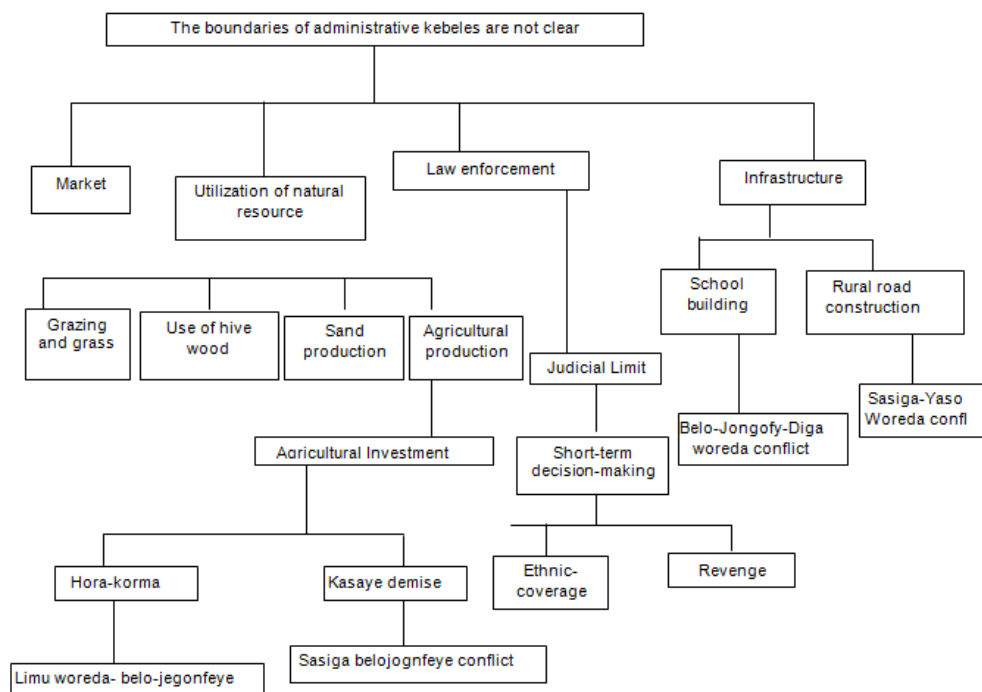 The boundaries of administrative kebeles are not clear
Market
Utilization of natural
resource
Law enforcement
Infrastructure
Grazing
and grass
Use of hive
wood
Sand
production
Agricultural
production
School
building
Rural road
construction
Judicial Limit
Sasiga-Yaso
Woreda confl
Belo-Jongofy-Diga
woreda conflict
Agricultural Investment
Short-term
decision-making
Hora-korma
Kasaye demise
Ethnic-
coverage
Revenge
Limu woreda- belo-jegonfeye
Sasiga belojognfeye conflict